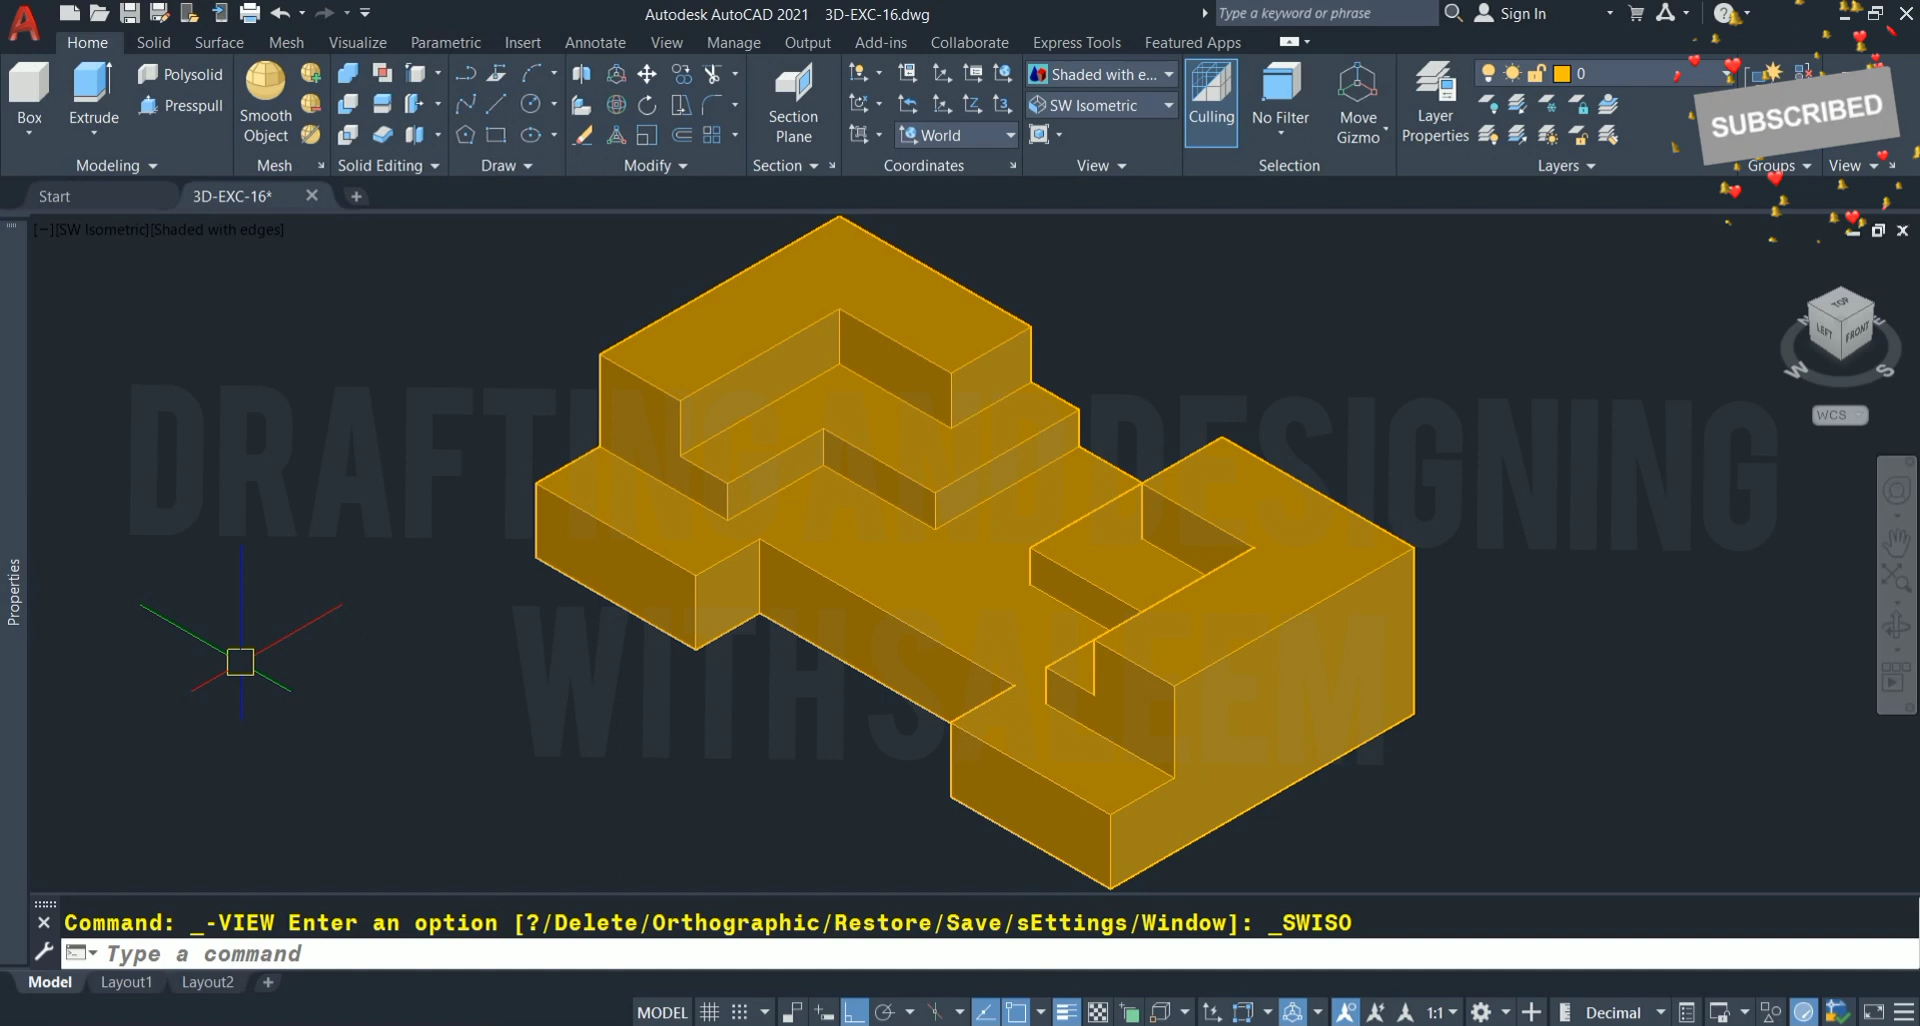 Autodesk AutoCAD 2021 3D-EXC-16.dwg
Type a keyword or phrase
Sign In
Home Solid Surface Mesh Visualize Parametric Insert Annotate View Manage Output Add-ins Collaborate Express Tools Featured Apps
Box
Extrude
Polysolid
Presspull
Smooth
Object
Section
Plane
World
Shaded with e...
SW Isometric
Culling
No Filter
Move
Gizmo
Layer
Properties
0
SUBSCRIBED
Modeling Mesh Solid Editing Draw Modify Section Coordinates View Selection Layers Groups View
Start 3D-EXC-16*
[−][SW Isometric][Shaded with edges]
TOP
LEFT FRONT
W S
WCS
DRAFTING AND DESIGNING
WITH SALEEM
Properties
Command: _-VIEW Enter an option [?/Delete/Orthographic/Restore/Save/sEttings/Window]: _SWISO
Type a command
Model Layout1 Layout2
MODEL 1:1 Decimal